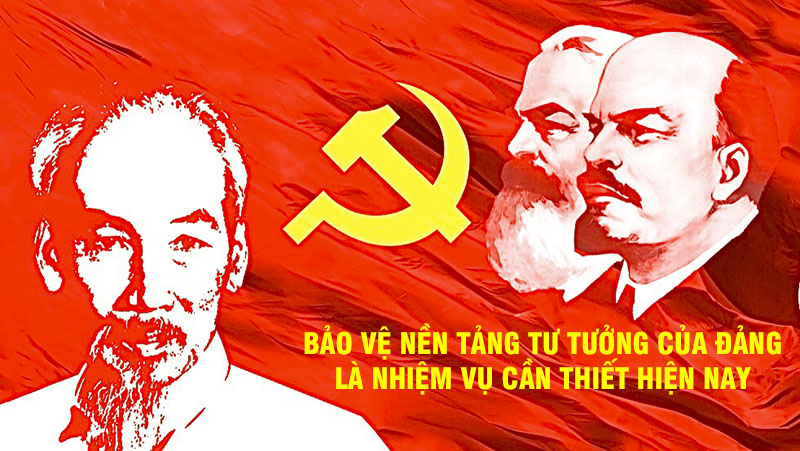 BẢO VỆ NỀN TẢNG TƯ TƯỞNG CỦA ĐẢNG
LÀ NHIỆM VỤ CẦN THIẾT HIỆN NAY